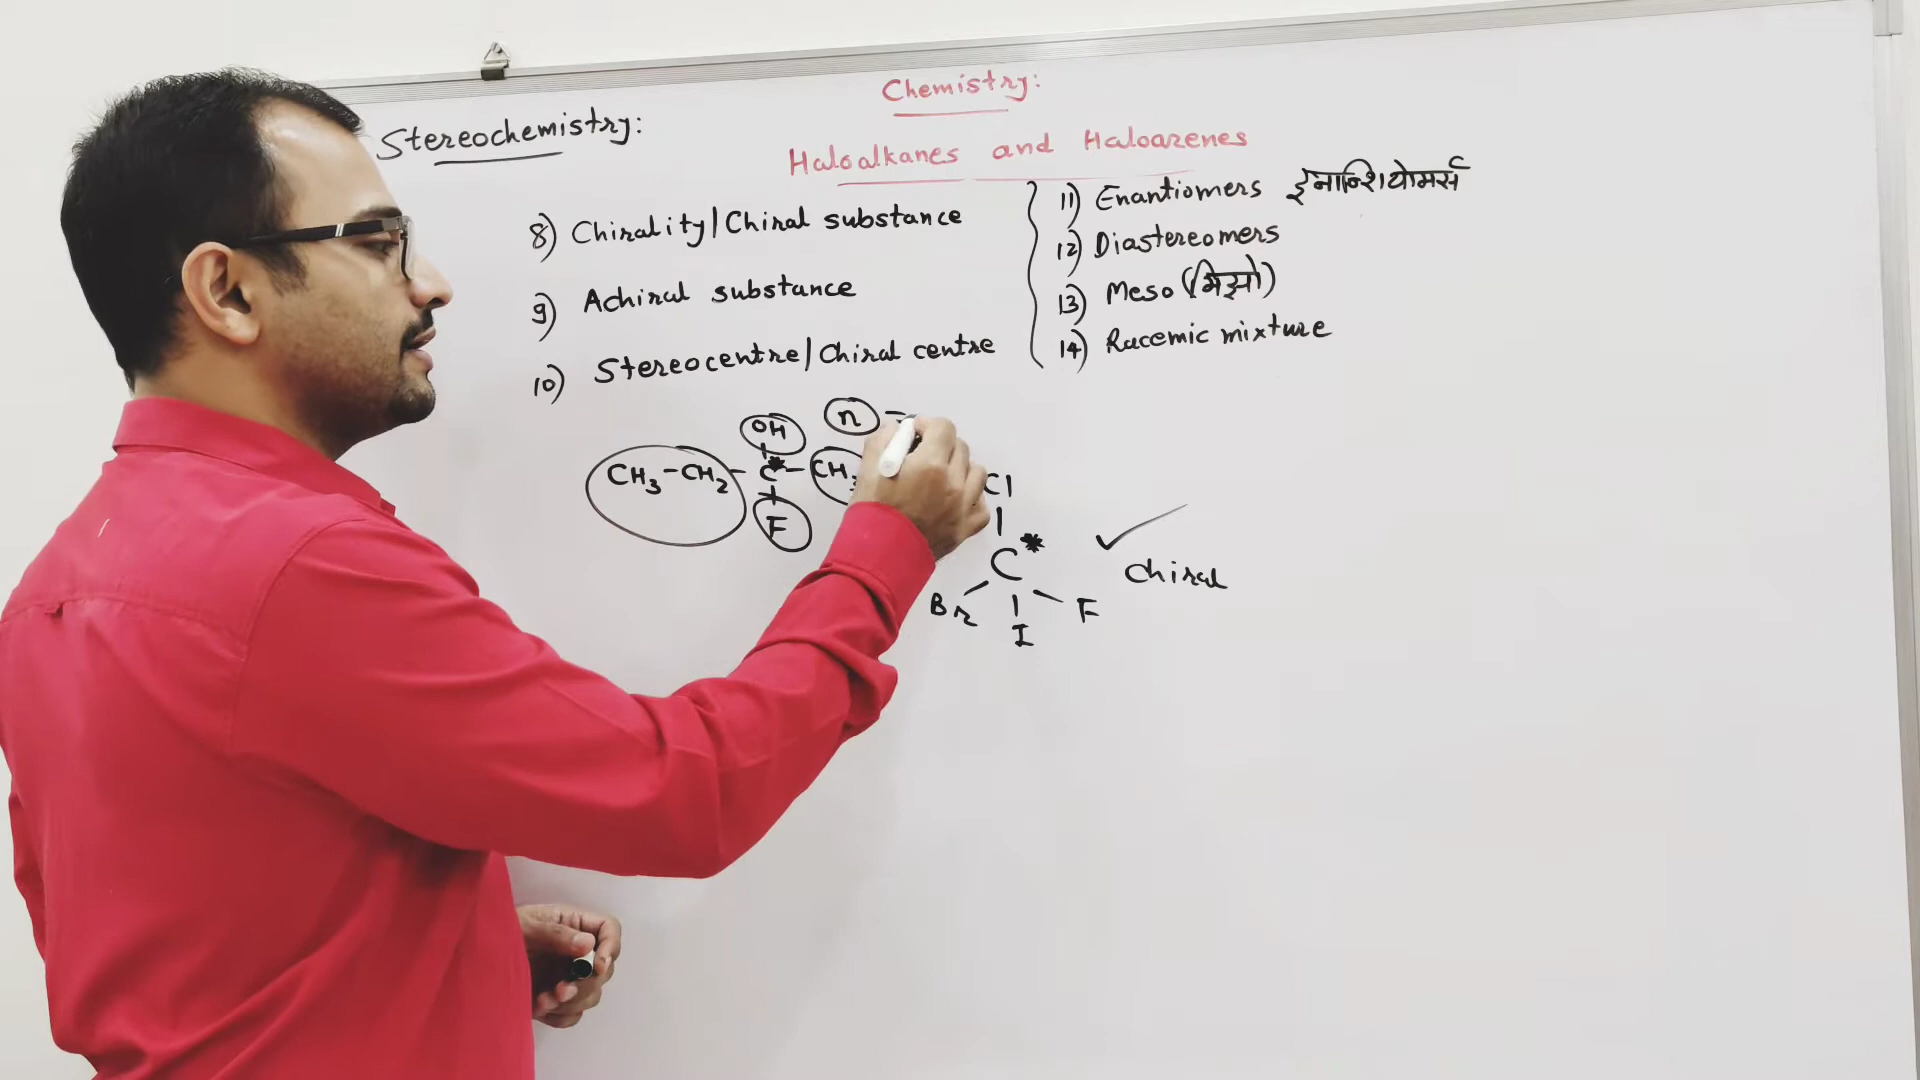 Chemistry:
Stereochemistry:
Haloalkanes and Haloarenes
8) Chirality/Chiral substance
9) Achiral substance
10) Stereocentre/Chiral centre
11) Enantiomers इनान्शियोमर्स
12) Diastereomers
13) Meso (मिझो)
14) Racemic mixture
OH n
CH3-CH2-C*-CH3
F
Cl
C*
Br I F
Chiral